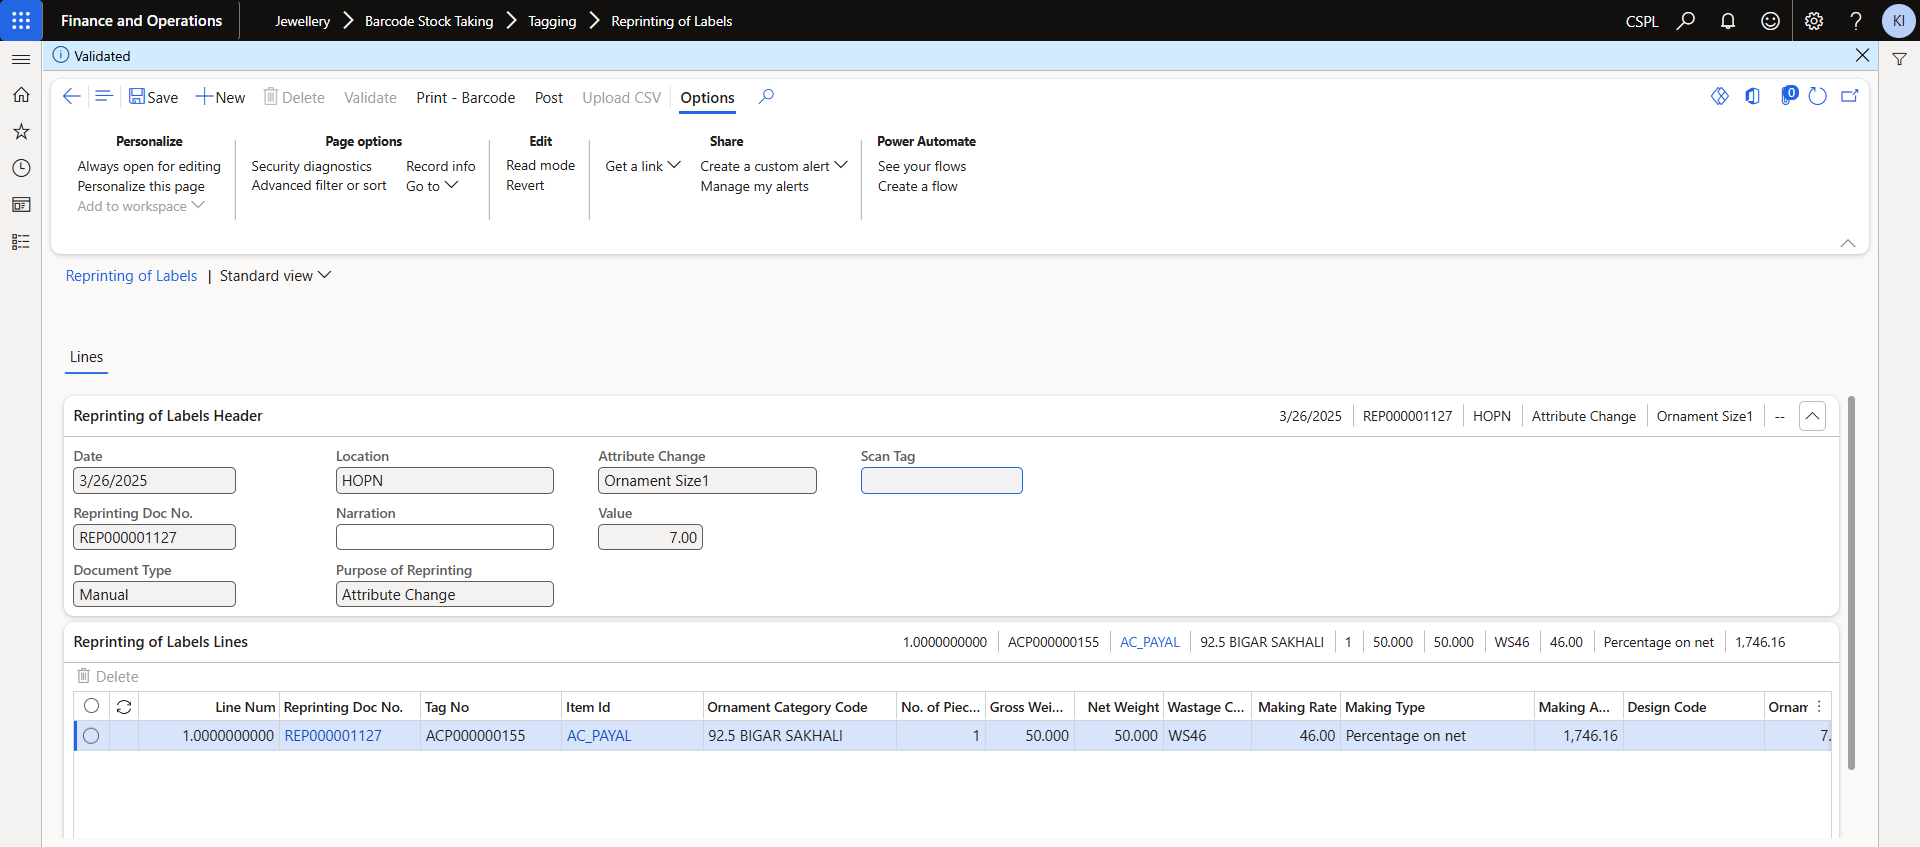 Finance and Operations
Jewellery > Barcode Stock Taking > Tagging > Reprinting of Labels
CSPL
KI
Validated
Save
New
Delete
Validate
Print - Barcode
Post
Upload CSV
Options
0
Personalize
Always open for editing
Personalize this page
Add to workspace
Page options
Security diagnostics
Advanced filter or sort
Record info
Go to
Edit
Read mode
Revert
Share
Get a link
Create a custom alert
Manage my alerts
Power Automate
See your flows
Create a flow
Reprinting of Labels | Standard view
Lines
Reprinting of Labels Header
3/26/2025 | REP000001127 | HOPN | Attribute Change | Ornament Size1 | --
Date
3/26/2025
Location
HOPN
Attribute Change
Ornament Size1
Scan Tag
Reprinting Doc No.
REP000001127
Narration
Value
7.00
Document Type
Manual
Purpose of Reprinting
Attribute Change
Reprinting of Labels Lines
1.0000000000 | ACP000000155 | AC_PAYAL | 92.5 BIGAR SAKHALI | 1 | 50.000 | 50.000 | WS46 | 46.00 | Percentage on net | 1,746.16
Delete
Line Num Reprinting Doc No. Tag No Item Id Ornament Category Code No. of Piec... Gross Wei... Net Weight Wastage C... Making Rate Making Type Making A... Design Code Ornam
1.0000000000 REP000001127 ACP000000155 AC_PAYAL 92.5 BIGAR SAKHALI 1 50.000 50.000 WS46 46.00 Percentage on net 1,746.16 7.